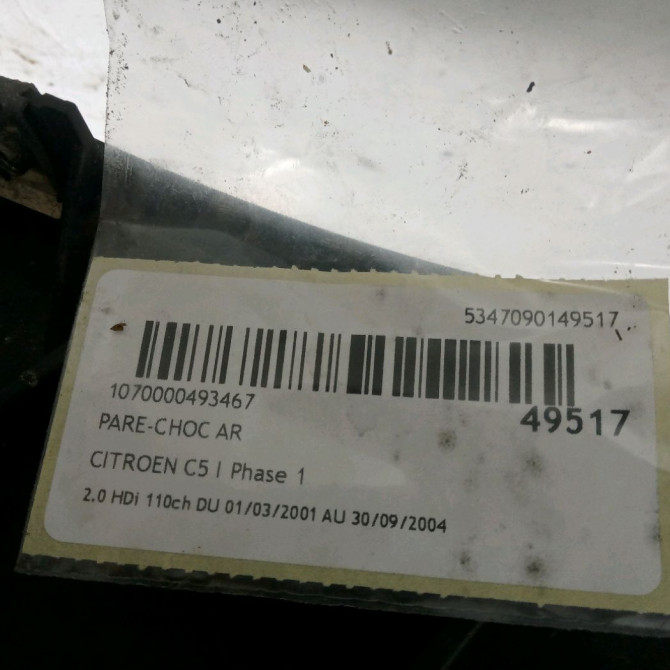 5347090149517
1070000493467
49517
PARE-CHOC AR
CITROEN C5 I Phase 1
2.0 HDi 110ch DU 01/03/2001 AU 30/09/2004